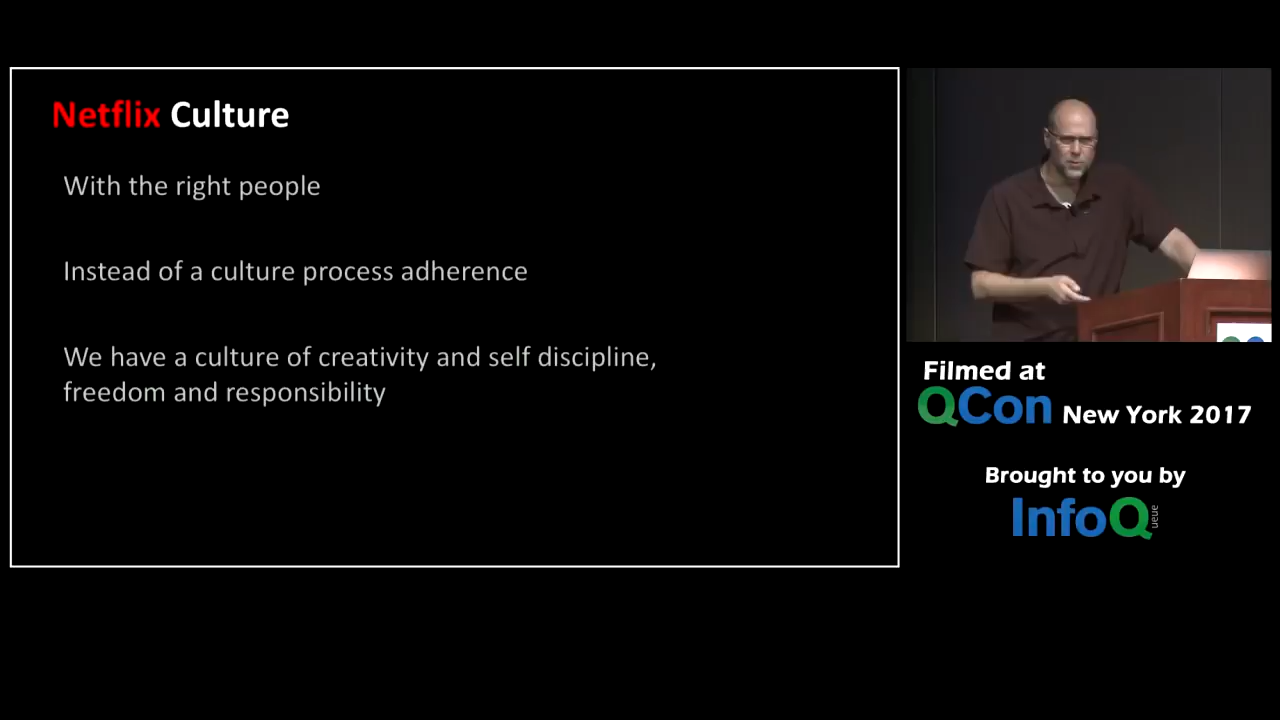 Netflix Culture
With the right people
Instead of a culture process adherence
We have a culture of creativity and self discipline,
freedom and responsibility
Filmed at
QCon New York 2017
Brought to you by
InfoQ
ueue